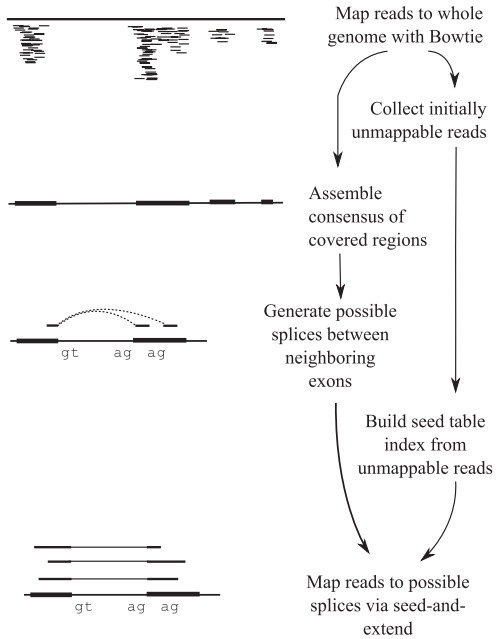 Map reads to whole
genome with Bowtie
Collect initially
unmappable reads
Assemble
consensus of
covered regions
Generate possible
splices between
neighboring
exons
gt ag ag
Build seed table
index from
unmappable reads
Map reads to possible
splices via seed-and-
extend
gt ag ag